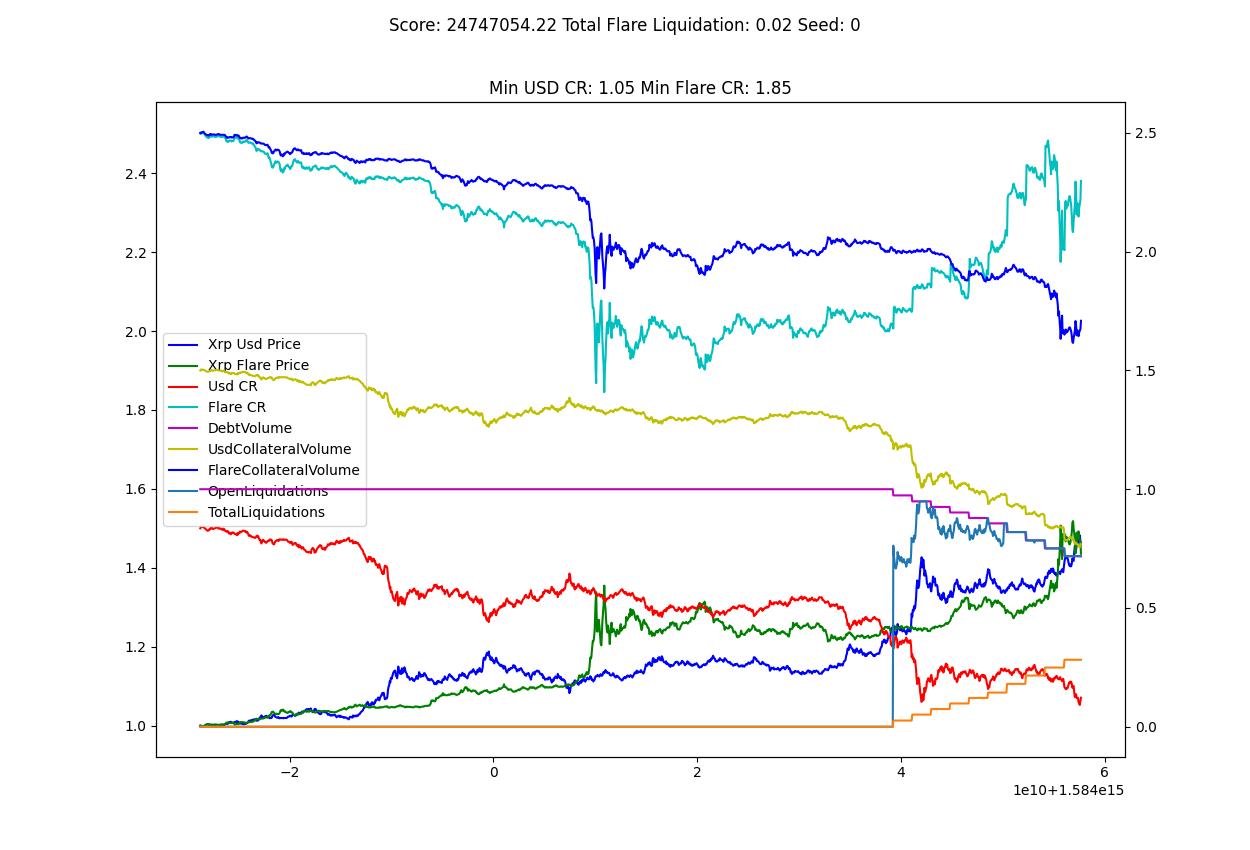 Score: 24747054.22 Total Flare Liquidation: 0.02 Seed: 0
Min USD CR: 1.05 Min Flare CR: 1.85
2.4
2.2
2.0
1.8
1.6
1.4
1.2
1.0
Xrp Usd Price
Xrp Flare Price
Usd CR
Flare CR
DebtVolume
UsdCollateralVolume
FlareCollateralVolume
OpenLiquidations
TotalLiquidations
2.5
2.0
1.5
1.0
0.5
0.0
−2
0
2
4
6
1e10+1.584e15